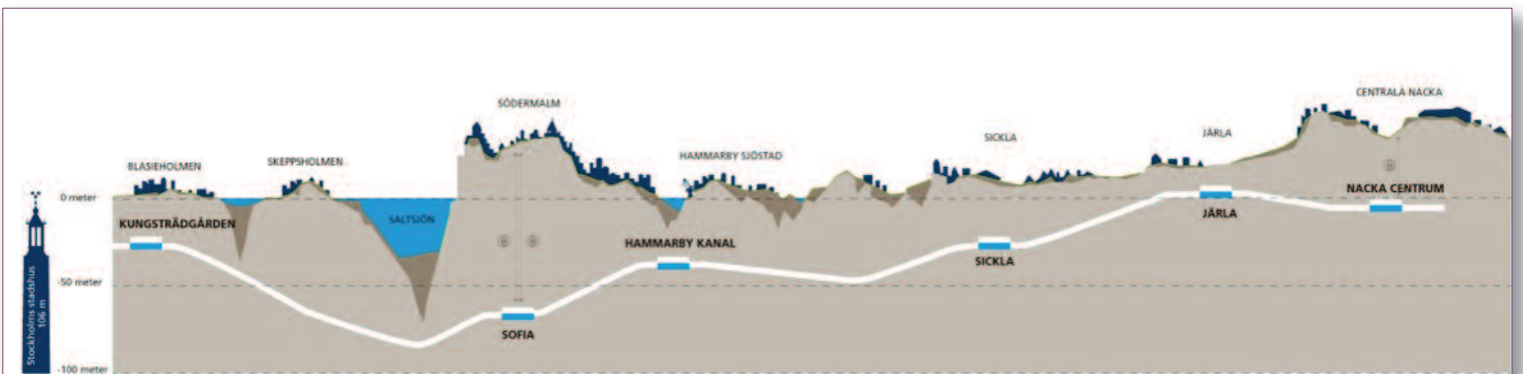 SÖDERMALM
CENTRALA NACKA
BLASIEHOLMEN
SKEPPSHOLMEN
HAMMARBY SJÖSTAD
SICKLA
JÄRLA
0 meter
KUNGSTRÄDGÅRDEN
SALTSJÖN
NACKA CENTRUM
JÄRLA
HAMMARBY KANAL
SICKLA
-50 meter
SOFIA
Stockholms stadshus
106 m
-100 meter